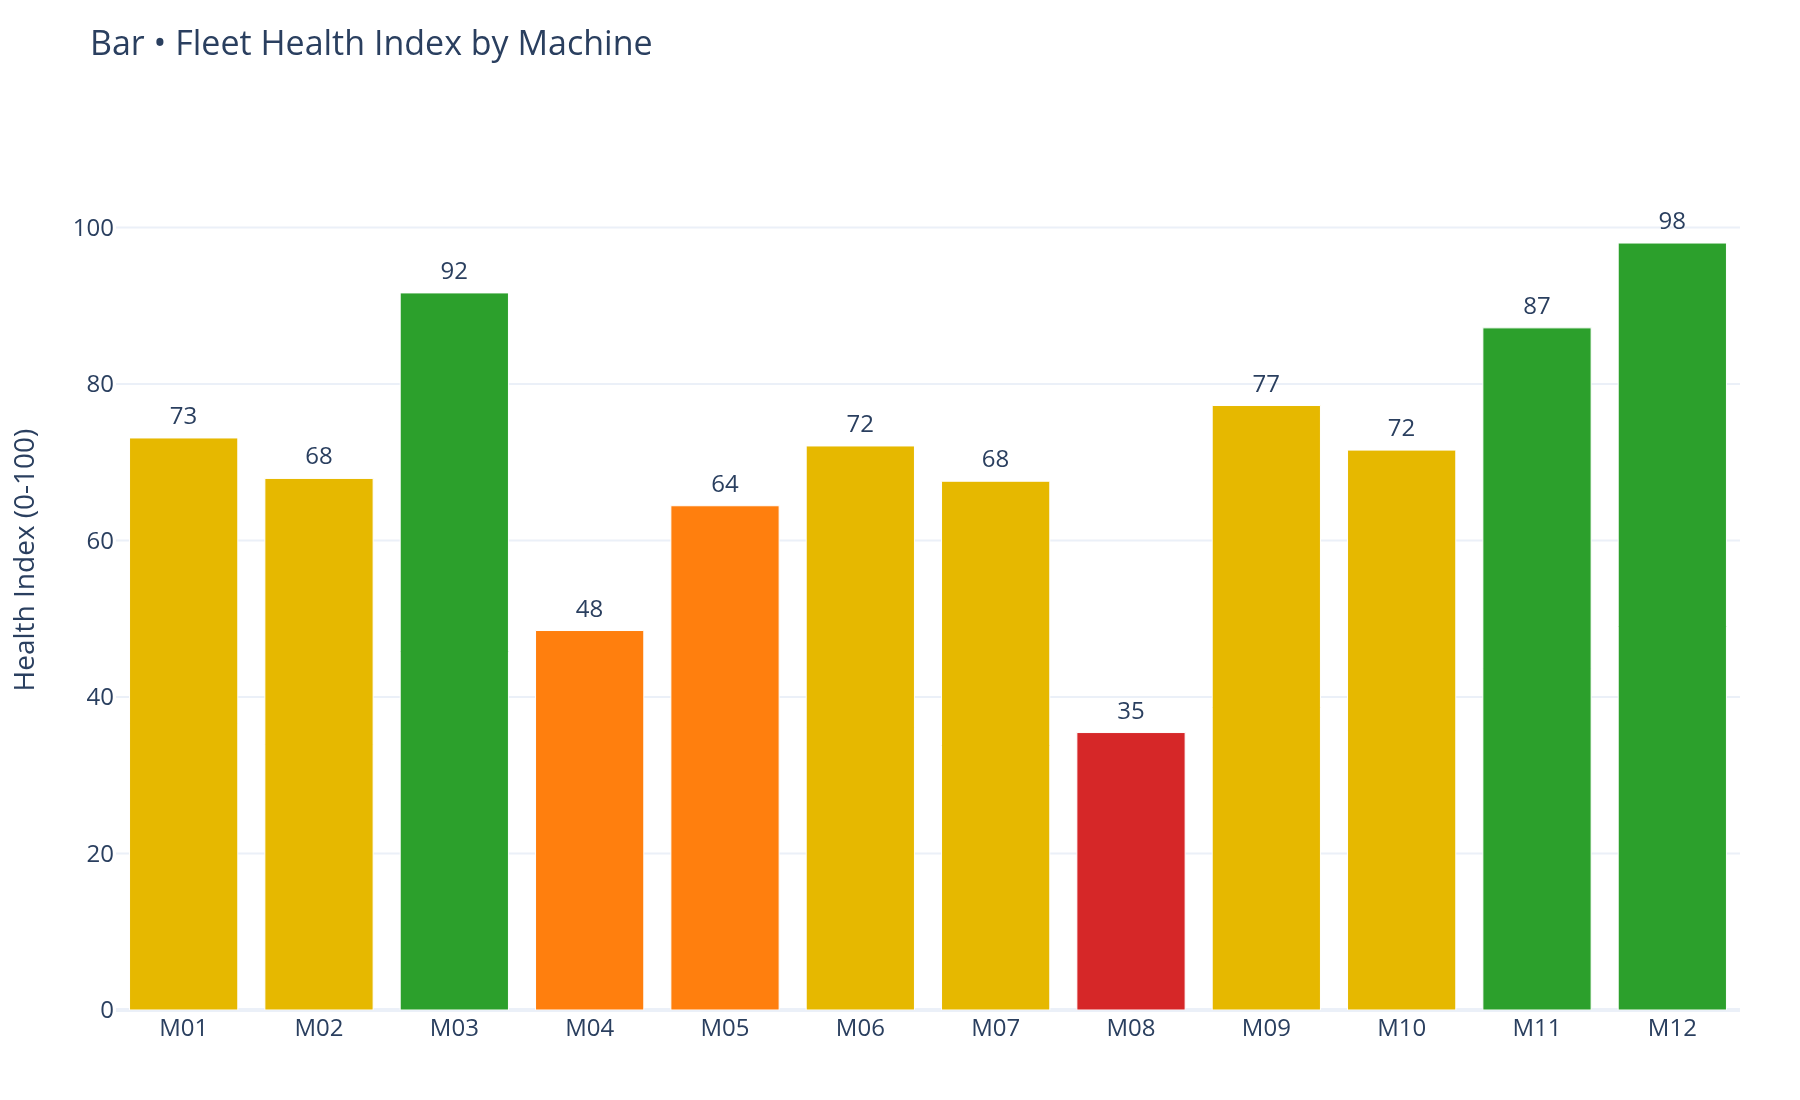 Bar • Fleet Health Index by Machine
Health Index (0-100)
100
80
60
40
20
0
73
68
92
48
64
72
68
35
77
72
87
98
M01
M02
M03
M04
M05
M06
M07
M08
M09
M10
M11
M12